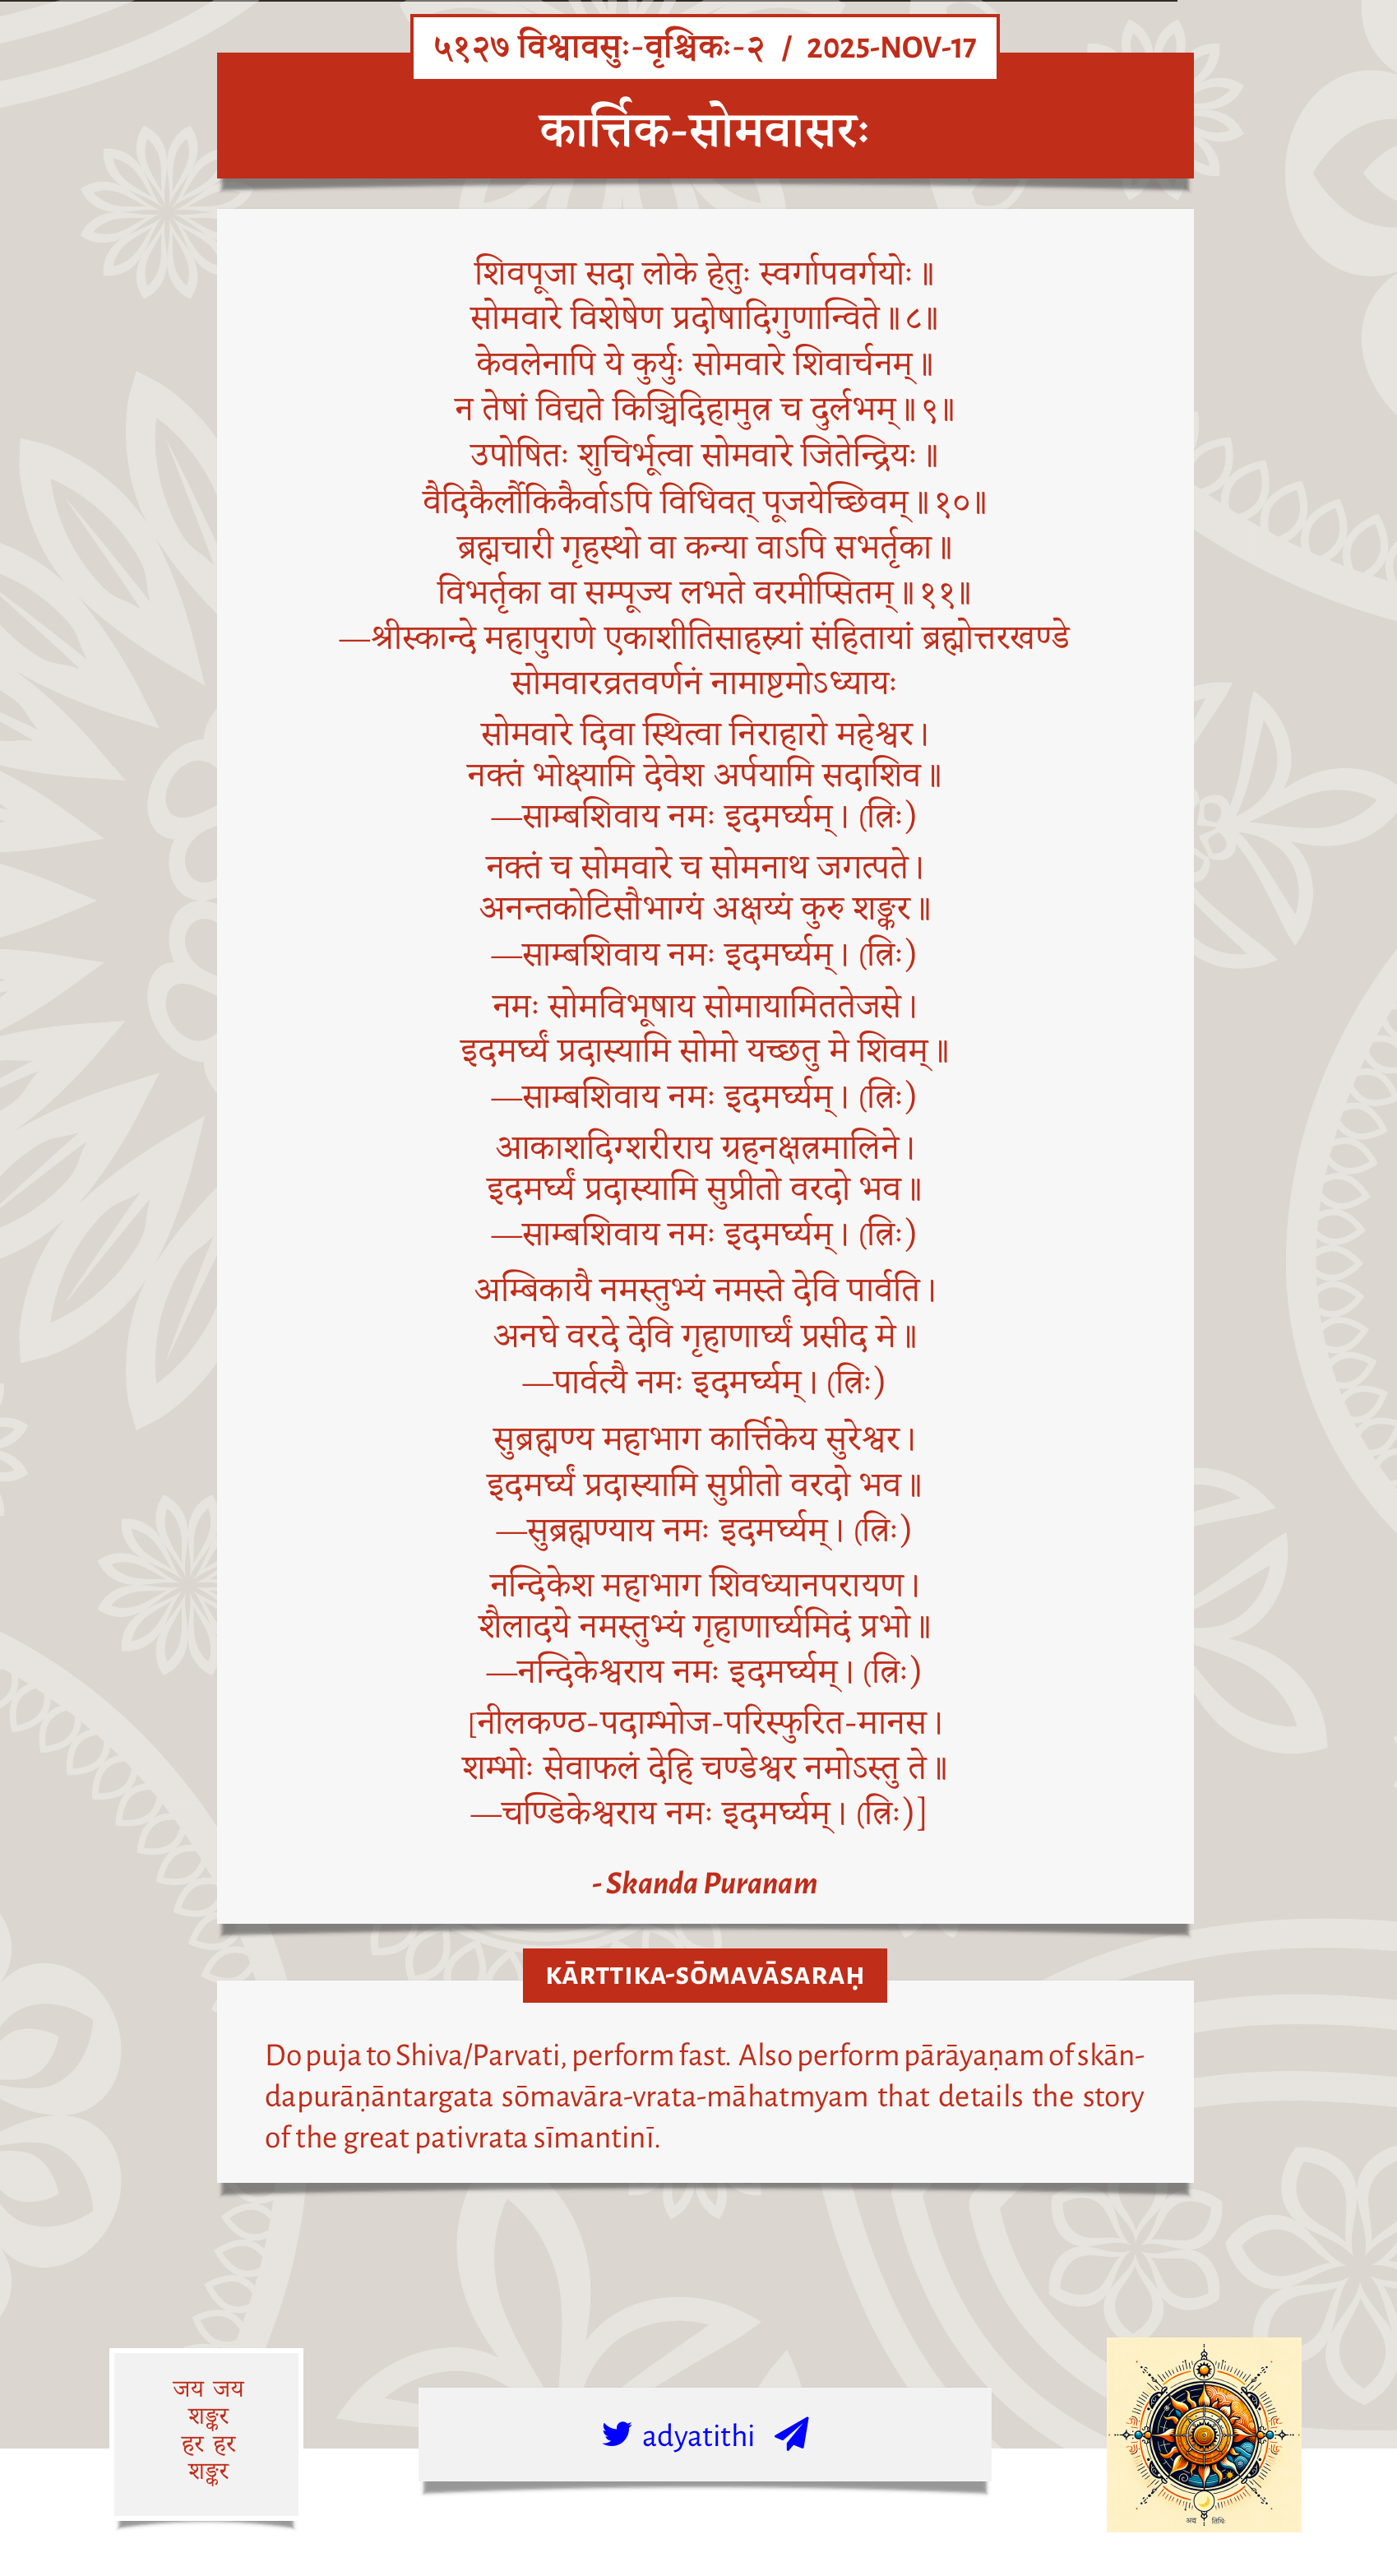 ५१२७ विश्वावसुः-वृश्चिकः-२ / 2025-NOV-17
कार्त्तिक-सोमवासरः
शिवपूजा सदा लोके हेतुः स्वर्गापवर्गयोः॥
सोमवारे विशेषेण प्रदोषादिगुणान्विते॥८॥
केवलेनापि ये कुर्युः सोमवारे शिवार्चनम्॥
न तेषां विद्यते किञ्चिदिहामुत्र च दुर्लभम्॥९॥
उपोषितः शुचिर्भूत्वा सोमवारे जितेन्द्रियः॥
वैदिकैर्लौकिकैर्वाऽपि विधिवत् पूजयेच्छिवम्॥१०॥
ब्रह्मचारी गृहस्थो वा कन्या वाऽपि सभर्तृका॥
विभर्तृका वा सम्पूज्य लभते वरमीप्सितम्॥११॥
—श्रीस्कान्दे महापुराणे एकाशीतिसाहस्र्यां संहितायां ब्रह्मोत्तरखण्डे
सोमवारव्रतवर्णनं नामाष्टमोऽध्यायः
सोमवारे दिवा स्थित्वा निराहारो महेश्वर।
नक्तं भोक्ष्यामि देवेश अर्पयामि सदाशिव॥
—साम्बशिवाय नमः इदमर्घ्यम्। (त्रिः)
नक्तं च सोमवारे च सोमनाथ जगत्पते।
अनन्तकोटिसौभाग्यं अक्षय्यं कुरु शङ्कर॥
—साम्बशिवाय नमः इदमर्घ्यम्। (त्रिः)
नमः सोमविभूषाय सोमायामिततेजसे।
इदमर्घ्यं प्रदास्यामि सोमो यच्छतु मे शिवम्॥
—साम्बशिवाय नमः इदमर्घ्यम्। (त्रिः)
आकाशदिग्शरीराय ग्रहनक्षत्रमालिने।
इदमर्घ्यं प्रदास्यामि सुप्रीतो वरदो भव॥
—साम्बशिवाय नमः इदमर्घ्यम्। (त्रिः)
अम्बिकायै नमस्तुभ्यं नमस्ते देवि पार्वति।
अनघे वरदे देवि गृहाणार्घ्यं प्रसीद मे॥
—पार्वत्यै नमः इदमर्घ्यम्। (त्रिः)
सुब्रह्मण्य महाभाग कार्त्तिकेय सुरेश्वर।
इदमर्घ्यं प्रदास्यामि सुप्रीतो वरदो भव॥
—सुब्रह्मण्याय नमः इदमर्घ्यम्। (त्रिः)
नन्दिकेश महाभाग शिवध्यानपरायण।
शैलादये नमस्तुभ्यं गृहाणार्घ्यमिदं प्रभो॥
—नन्दिकेश्वराय नमः इदमर्घ्यम्। (त्रिः)
[नीलकण्ठ-पदाम्भोज-परिस्फुरित-मानस।
शम्भोः सेवाफलं देहि चण्डेश्वर नमोऽस्तु ते॥
—चण्डिकेश्वराय नमः इदमर्घ्यम्। (त्रिः)]
- Skanda Puranam
KĀRTTIKA-SŌMAVĀSARAḤ
Do puja to Shiva/Parvati, perform fast. Also perform pārāyaṇam of skān-
dapurāṇāntargata sōmavāra-vrata-māhatmyam that details the story
of the great pativrata sīmantinī.
जय जय
शङ्कर
हर हर
शङ्कर
adyatithi
अद्य तिथिः